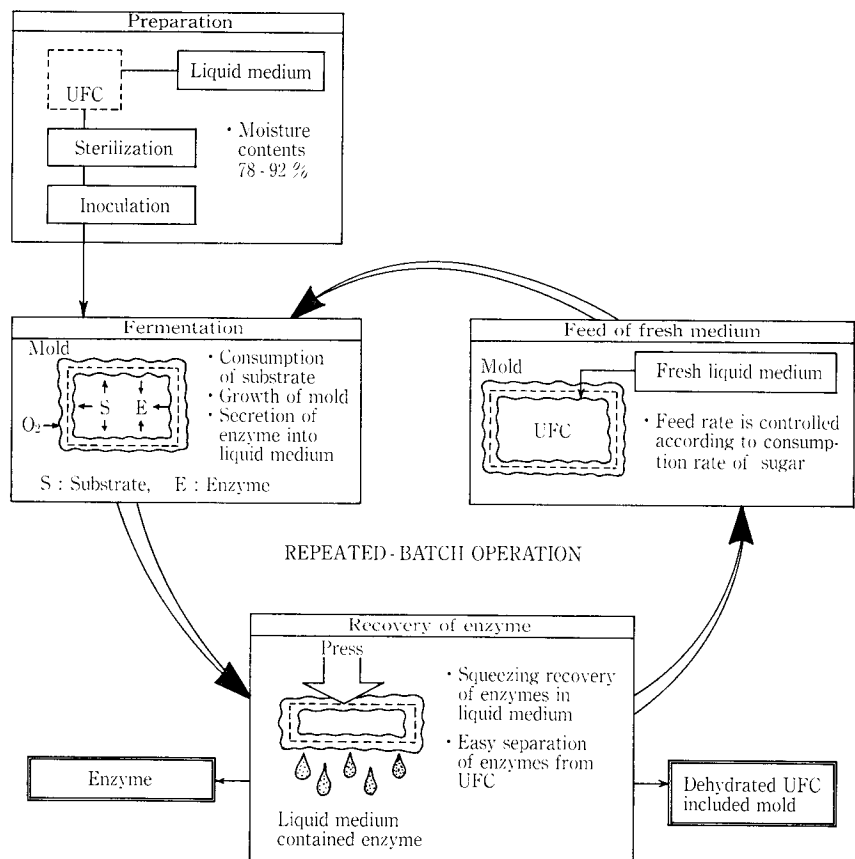 Preparation
UFC
Liquid medium
Sterilization
Inoculation
· Moisture
contents
78 - 92 %
Fermentation
Mold
O₂
S
E
· Consumption
of substrate
· Growth of mold
· Secretion of
enzyme into
liquid medium
S : Substrate, E : Enzyme
Feed of fresh medium
Mold
Fresh liquid medium
UFC
· Feed rate is controlled
according to consump-
tion rate of sugar
REPEATED - BATCH OPERATION
Recovery of enzyme
Press
· Squeezing recovery
of enzymes in
liquid medium
· Easy separation
of enzymes from
UFC
Liquid medium
contained enzyme
Enzyme
Dehydrated UFC
included mold